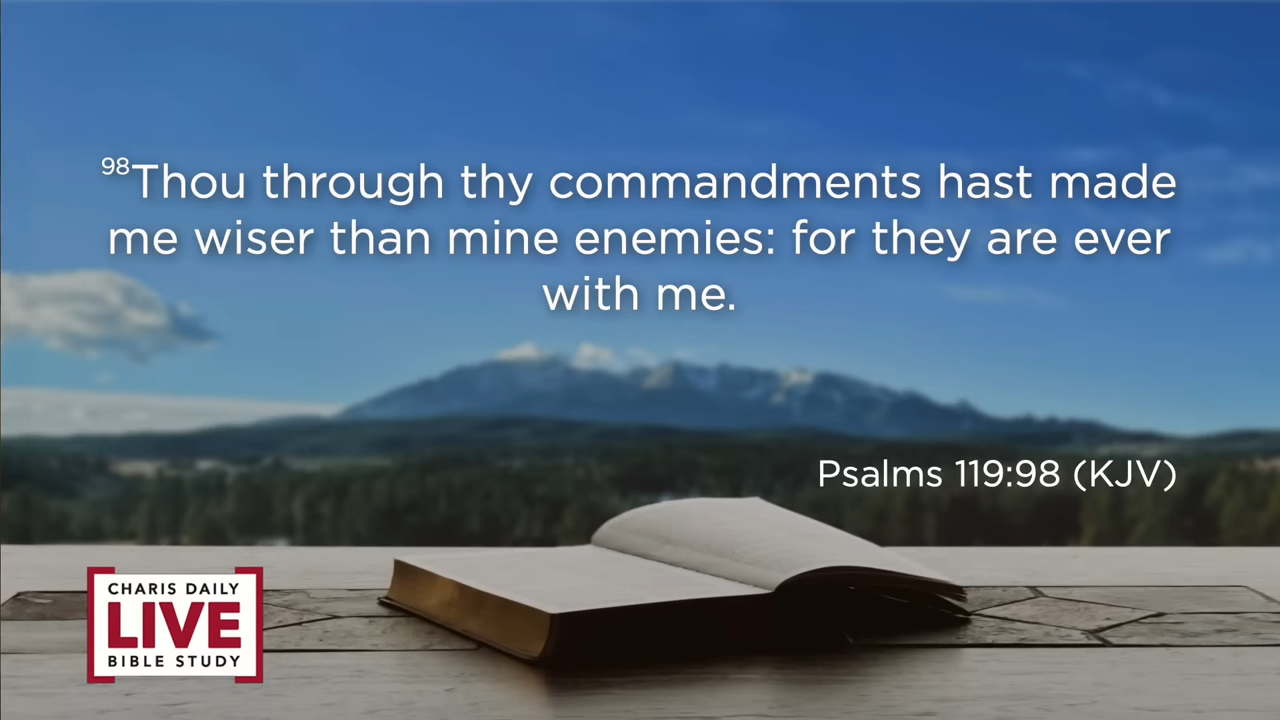 98Thou through thy commandments hast made
me wiser than mine enemies: for they are ever
with me.
Psalms 119:98 (KJV)
CHARIS DAILY
LIVE
BIBLE STUDY